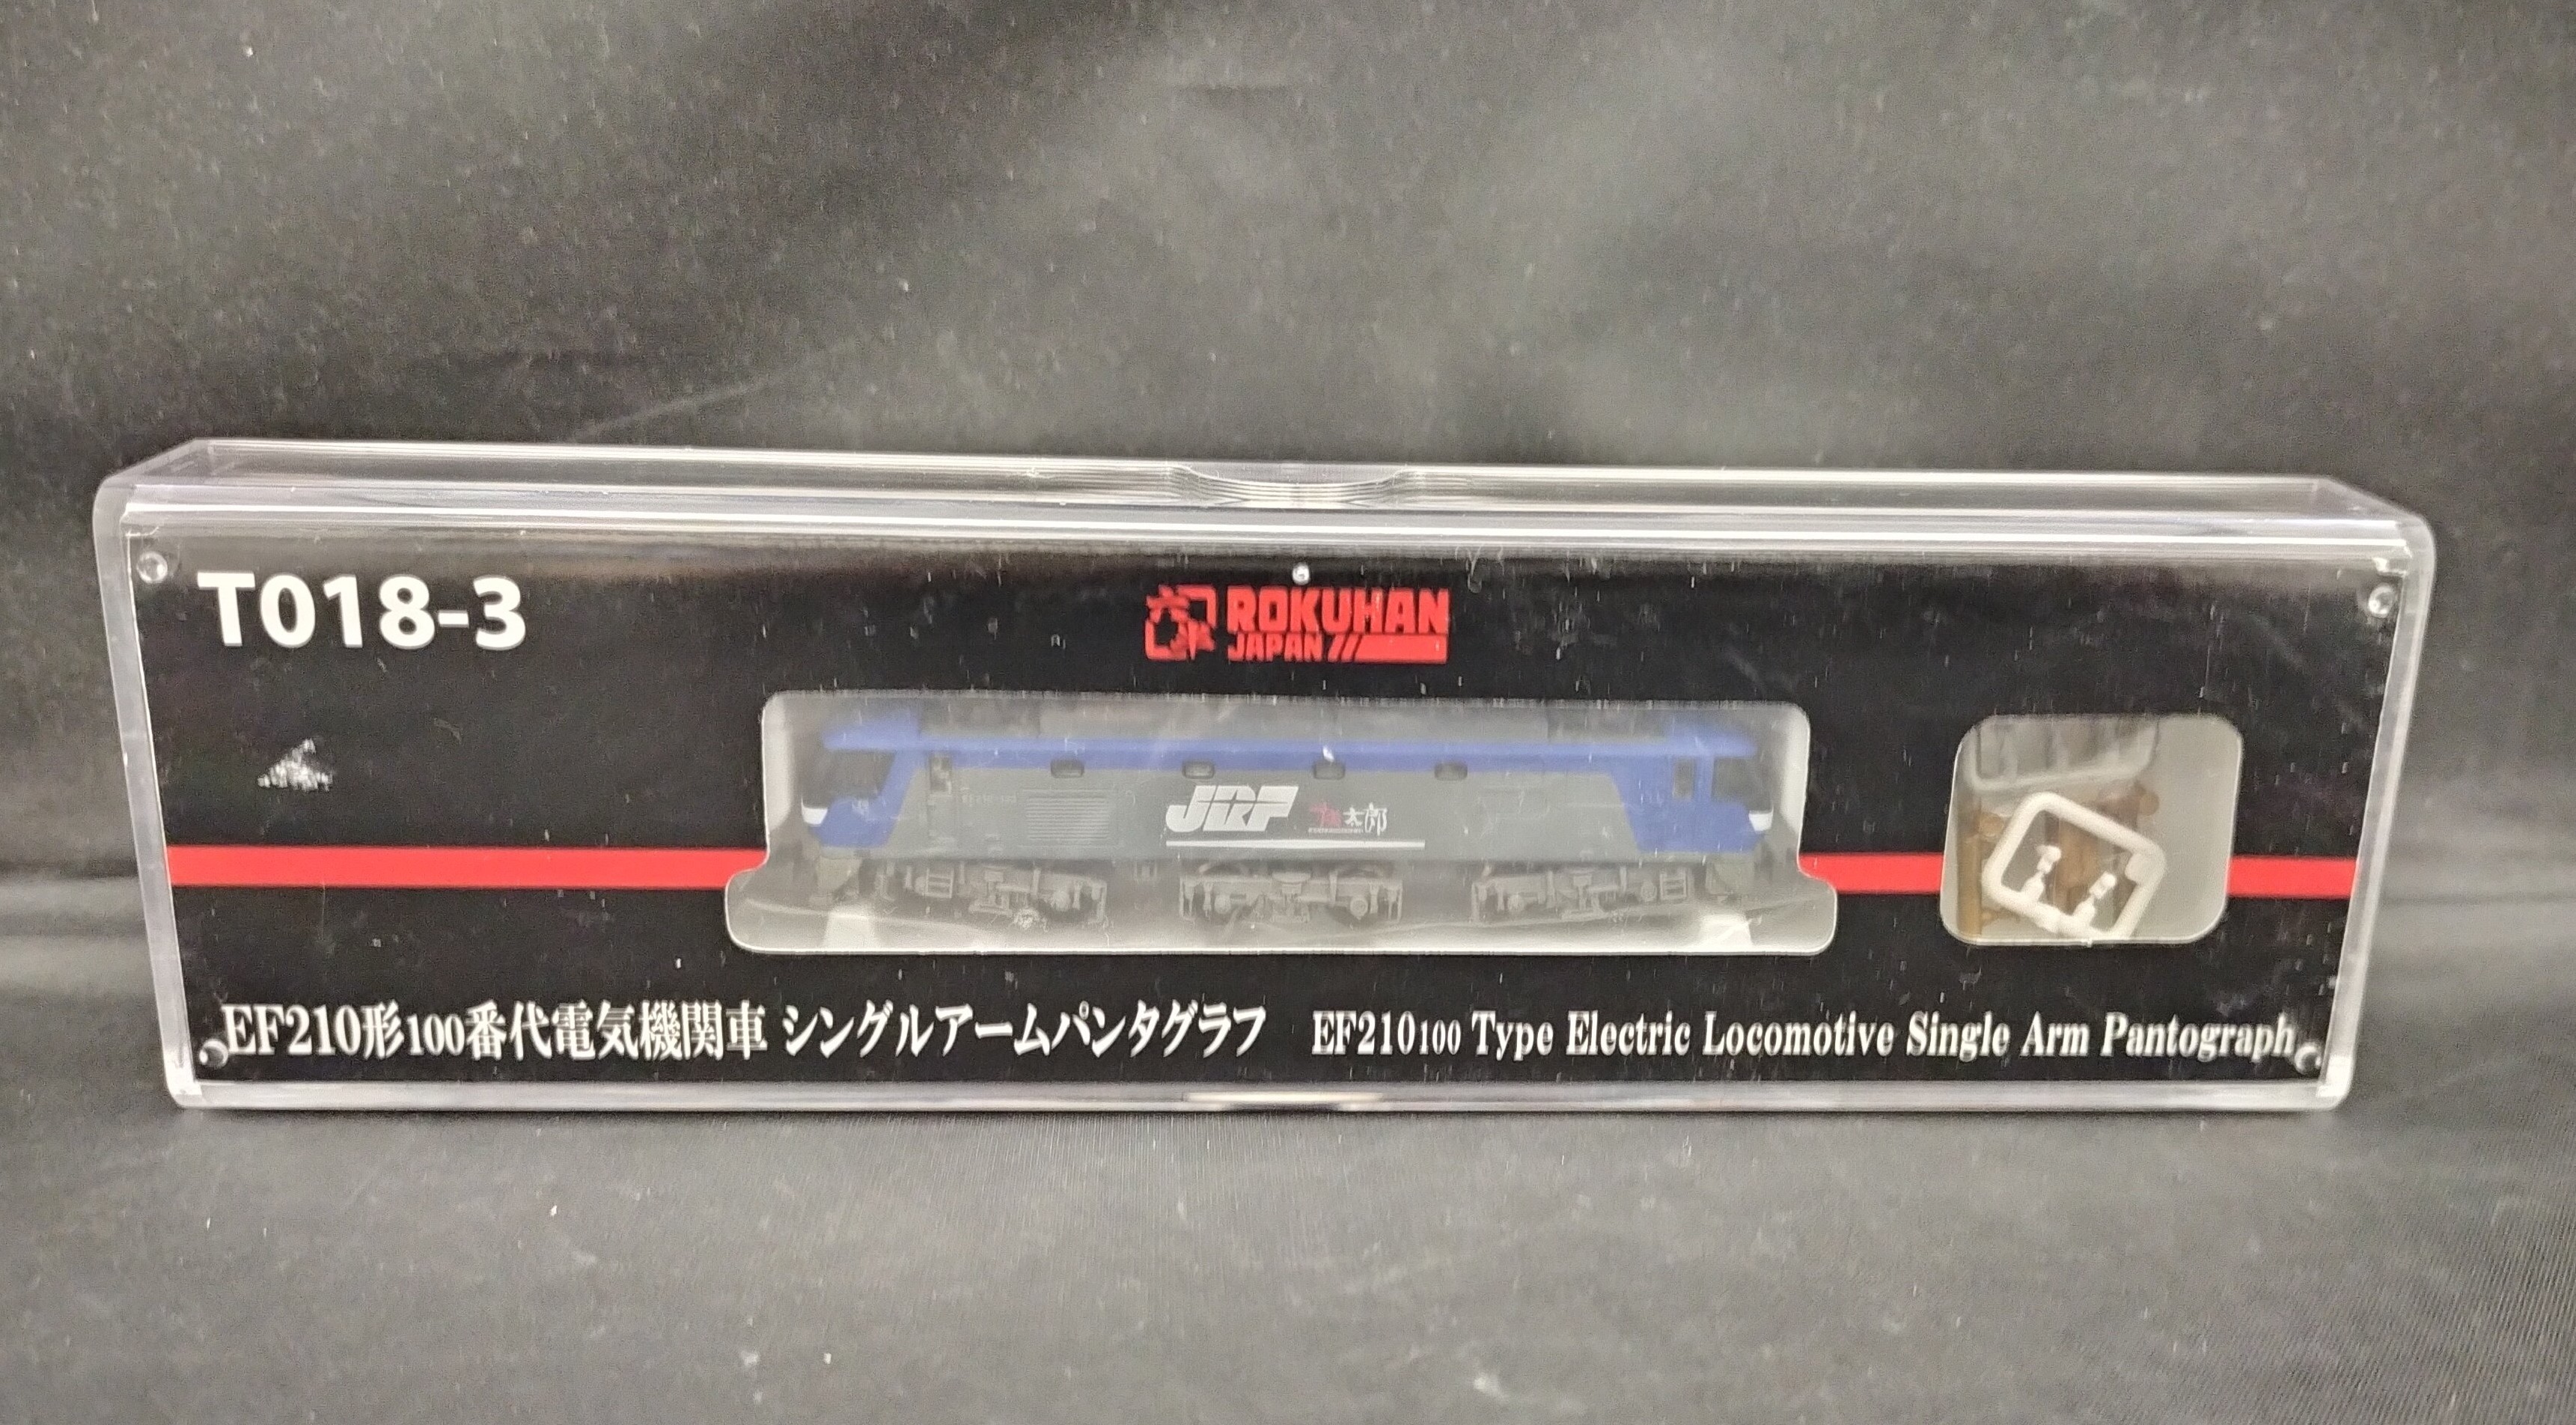 T018-3
ROKUHAN
JAPAN
JRF
太郎
EF210形100番代電気機関車 シングルアームパンタグラフ EF210100 Type Electric Locomotive Single Arm Pantograph